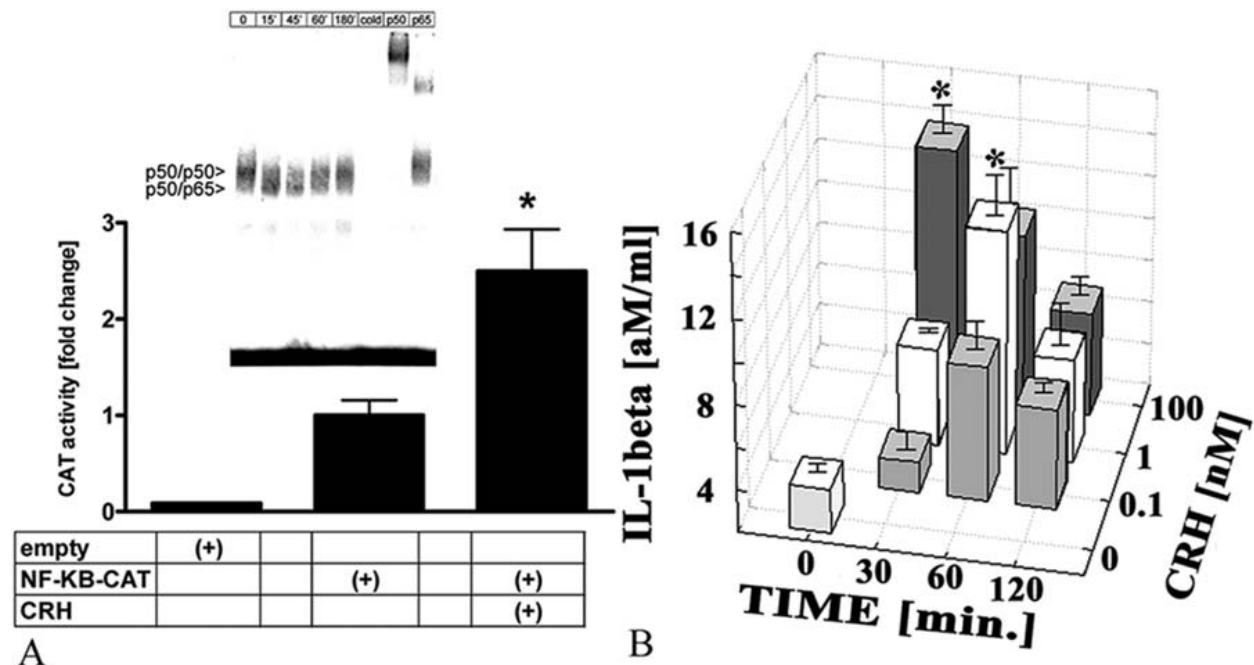 0 15' 45' 60' 180' cold p50 p65
p50/p50>
p50/p65>
CAT activity [fold change]
3
2
1
0
*
empty (+)
NF-KB-CAT (+) (+)
CRH (+)
A
IL-1beta [aM/ml]
16
12
8
4
*
*
0 30 60 120
TIME [min.]
100
1
0.1
0
CRH [nM]
B